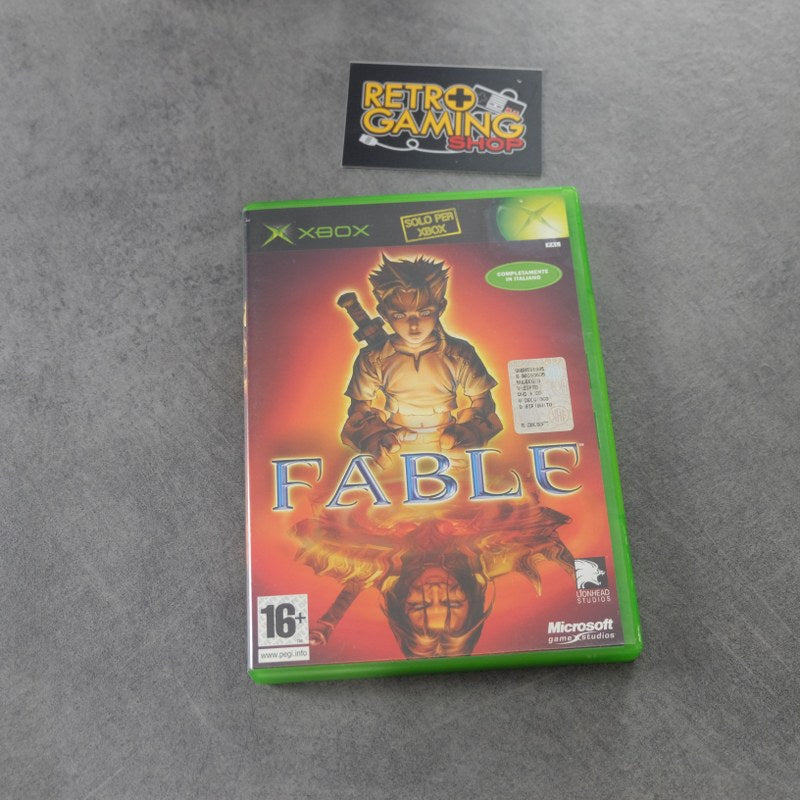 RETRO
GAMING
SHOP
XBOX
SOLO PER
XBOX
COMPLETAMENTE
IN ITALIANO
FABLE™
LIONHEAD
STUDIOS
16+
www.pegi.info
Microsoft
game studios